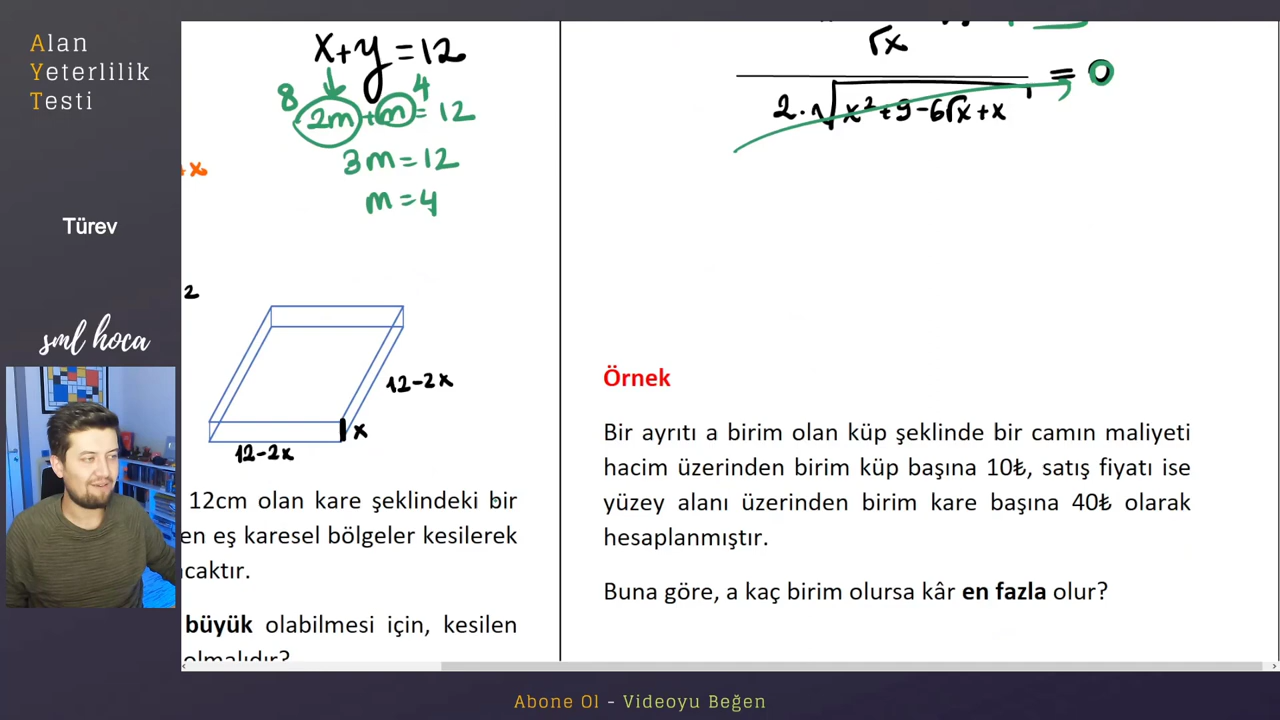 Alan
Yeterlilik
Testi
Türev
sml hoca
x+y=12
8 4
2m+m=12
3m=12
m=4
+x
2
12-2x
x
12-2x
12cm olan kare şeklindeki bir
en eş karesel bölgeler kesilerek
acaktır.
büyük olabilmesi için, kesilen
olmalıdır?
√x
= 0
2.√x²+9-6√x+x
Örnek
Bir ayrıtı a birim olan küp şeklinde bir camın maliyeti
hacim üzerinden birim küp başına 10₺, satış fiyatı ise
yüzey alanı üzerinden birim kare başına 40₺ olarak
hesaplanmıştır.
Buna göre, a kaç birim olursa kâr en fazla olur?
Abone Ol - Videoyu Beğen